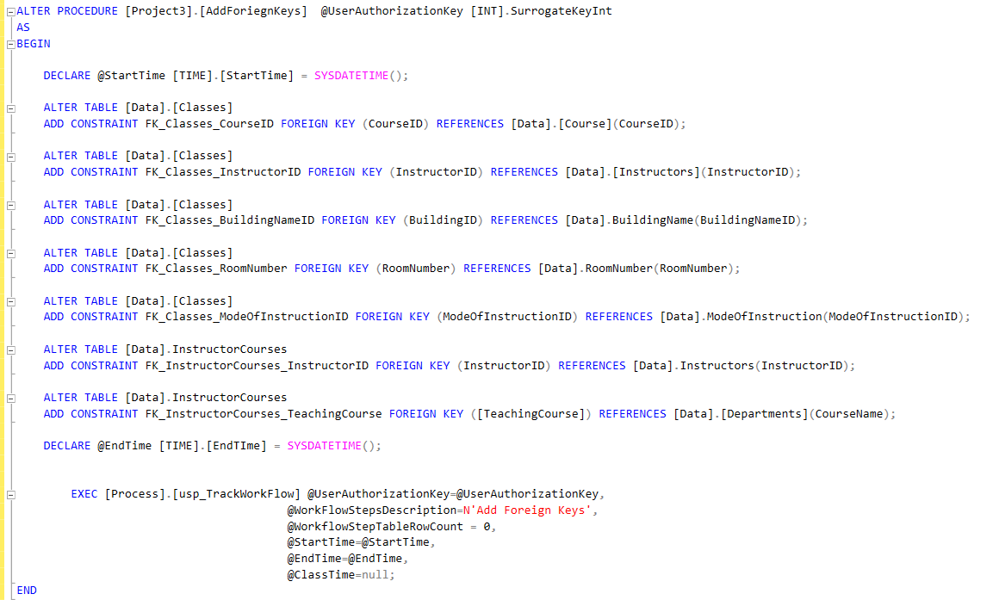 ALTER PROCEDURE [Project3].[AddForiegnKeys]  @UserAuthorizationKey [INT].SurrogateKeyInt
AS
BEGIN
DECLARE @StartTime [TIME].[StartTime] = SYSDATETIME();
ALTER TABLE [Data].[Classes]
ADD CONSTRAINT FK_Classes_CourseID FOREIGN KEY (CourseID) REFERENCES [Data].[Course](CourseID);
ALTER TABLE [Data].[Classes]
ADD CONSTRAINT FK_Classes_InstructorID FOREIGN KEY (InstructorID) REFERENCES [Data].[Instructors](InstructorID);
ALTER TABLE [Data].[Classes]
ADD CONSTRAINT FK_Classes_BuildingNameID FOREIGN KEY (BuildingID) REFERENCES [Data].BuildingName(BuildingNameID);
ALTER TABLE [Data].[Classes]
ADD CONSTRAINT FK_Classes_RoomNumber FOREIGN KEY (RoomNumber) REFERENCES [Data].RoomNumber(RoomNumber);
ALTER TABLE [Data].[Classes]
ADD CONSTRAINT FK_Classes_ModeOfInstructionID FOREIGN KEY (ModeOfInstructionID) REFERENCES [Data].ModeOfInstruction(ModeOfInstructionID);
ALTER TABLE [Data].InstructorCourses
ADD CONSTRAINT FK_InstructorCourses_InstructorID FOREIGN KEY (InstructorID) REFERENCES [Data].Instructors(InstructorID);
ALTER TABLE [Data].InstructorCourses
ADD CONSTRAINT FK_InstructorCourses_TeachingCourse FOREIGN KEY ([TeachingCourse]) REFERENCES [Data].[Departments](CourseName);
DECLARE @EndTime [TIME].[EndTIme] = SYSDATETIME();
EXEC [Process].[usp_TrackWorkFlow] @UserAuthorizationKey=@UserAuthorizationKey,
@WorkFlowStepsDescription=N'Add Foreign Keys',
@WorkflowStepTableRowCount = 0,
@StartTime=@StartTime,
@EndTime=@EndTime,
@ClassTime=null;
END